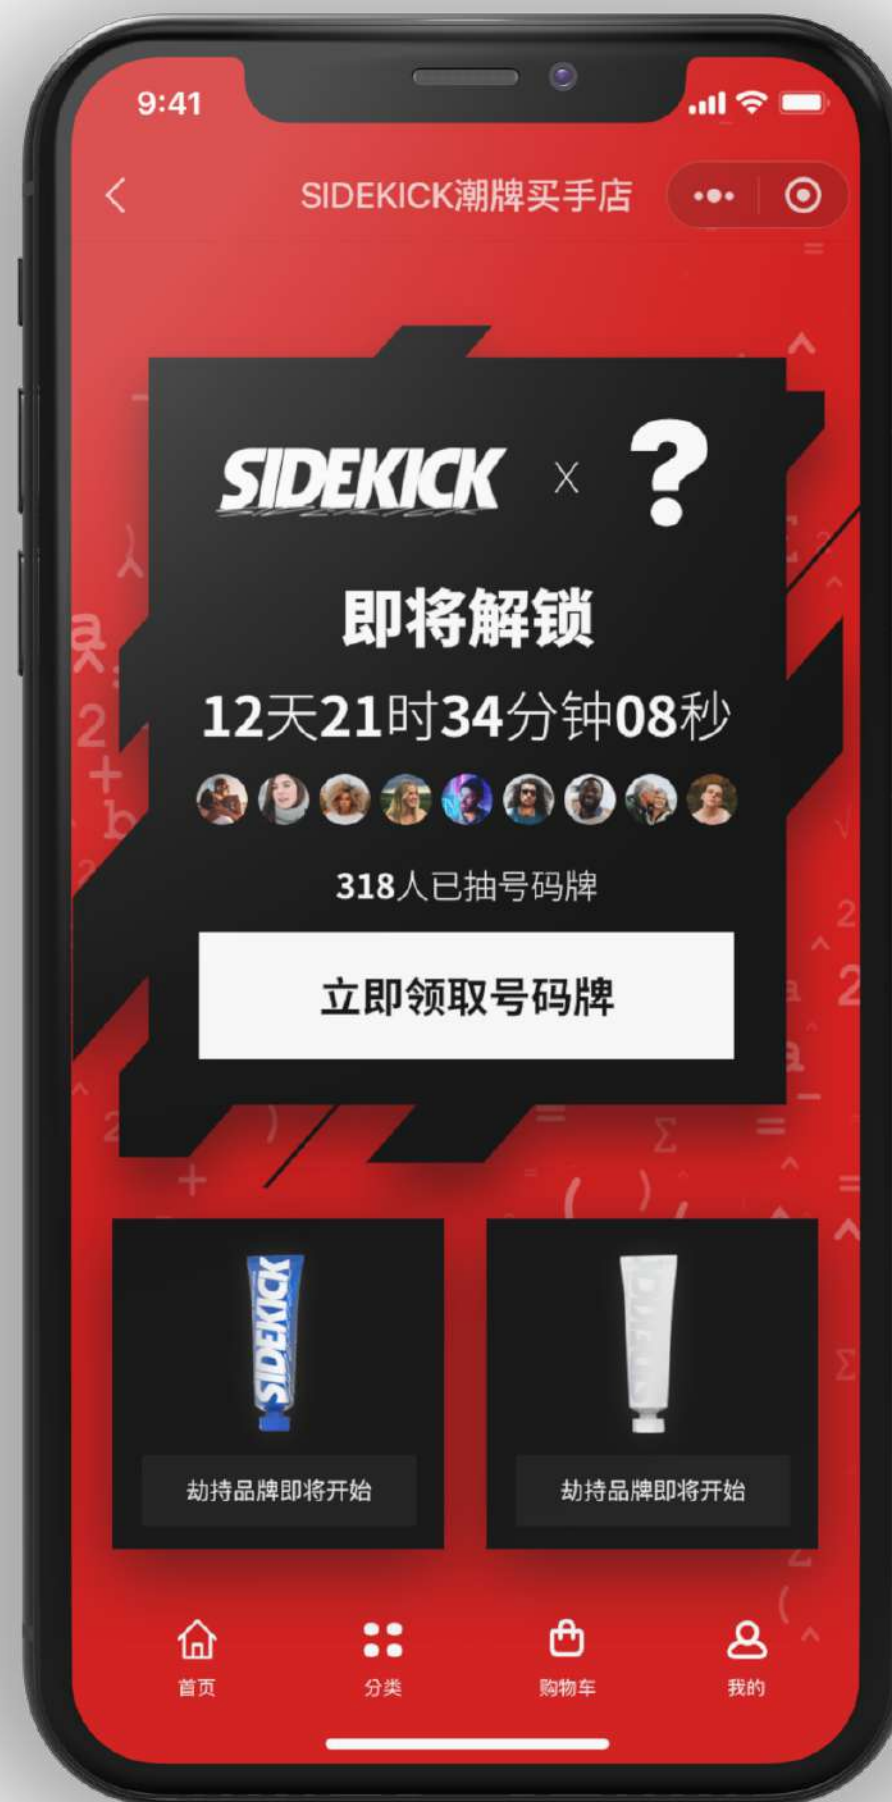 9:41
SIDEKICK潮牌买手店
SIDEKICK X ?
即将解锁
12天21时34分钟08秒
318人已抽号码牌
立即领取号码牌
SIDEKICK
劫持品牌即将开始
劫持品牌即将开始
首页
分类
购物车
我的